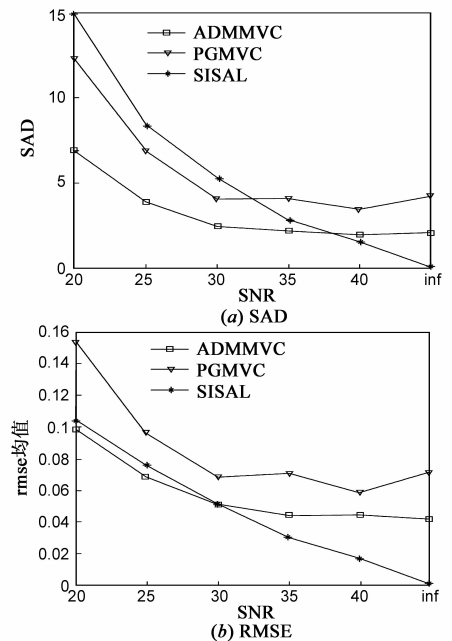 15
ADMMVC
PGMVC
SISAL
10
SAD
5
0
20 25 30 35 40 inf
SNR
(a) SAD
0.16
ADMMVC
0.14
PGMVC
0.12
SISAL
0.1
rmse均值
0.08
0.06
0.04
0.02
0
20 25 30 35 40 inf
SNR
(b) RMSE